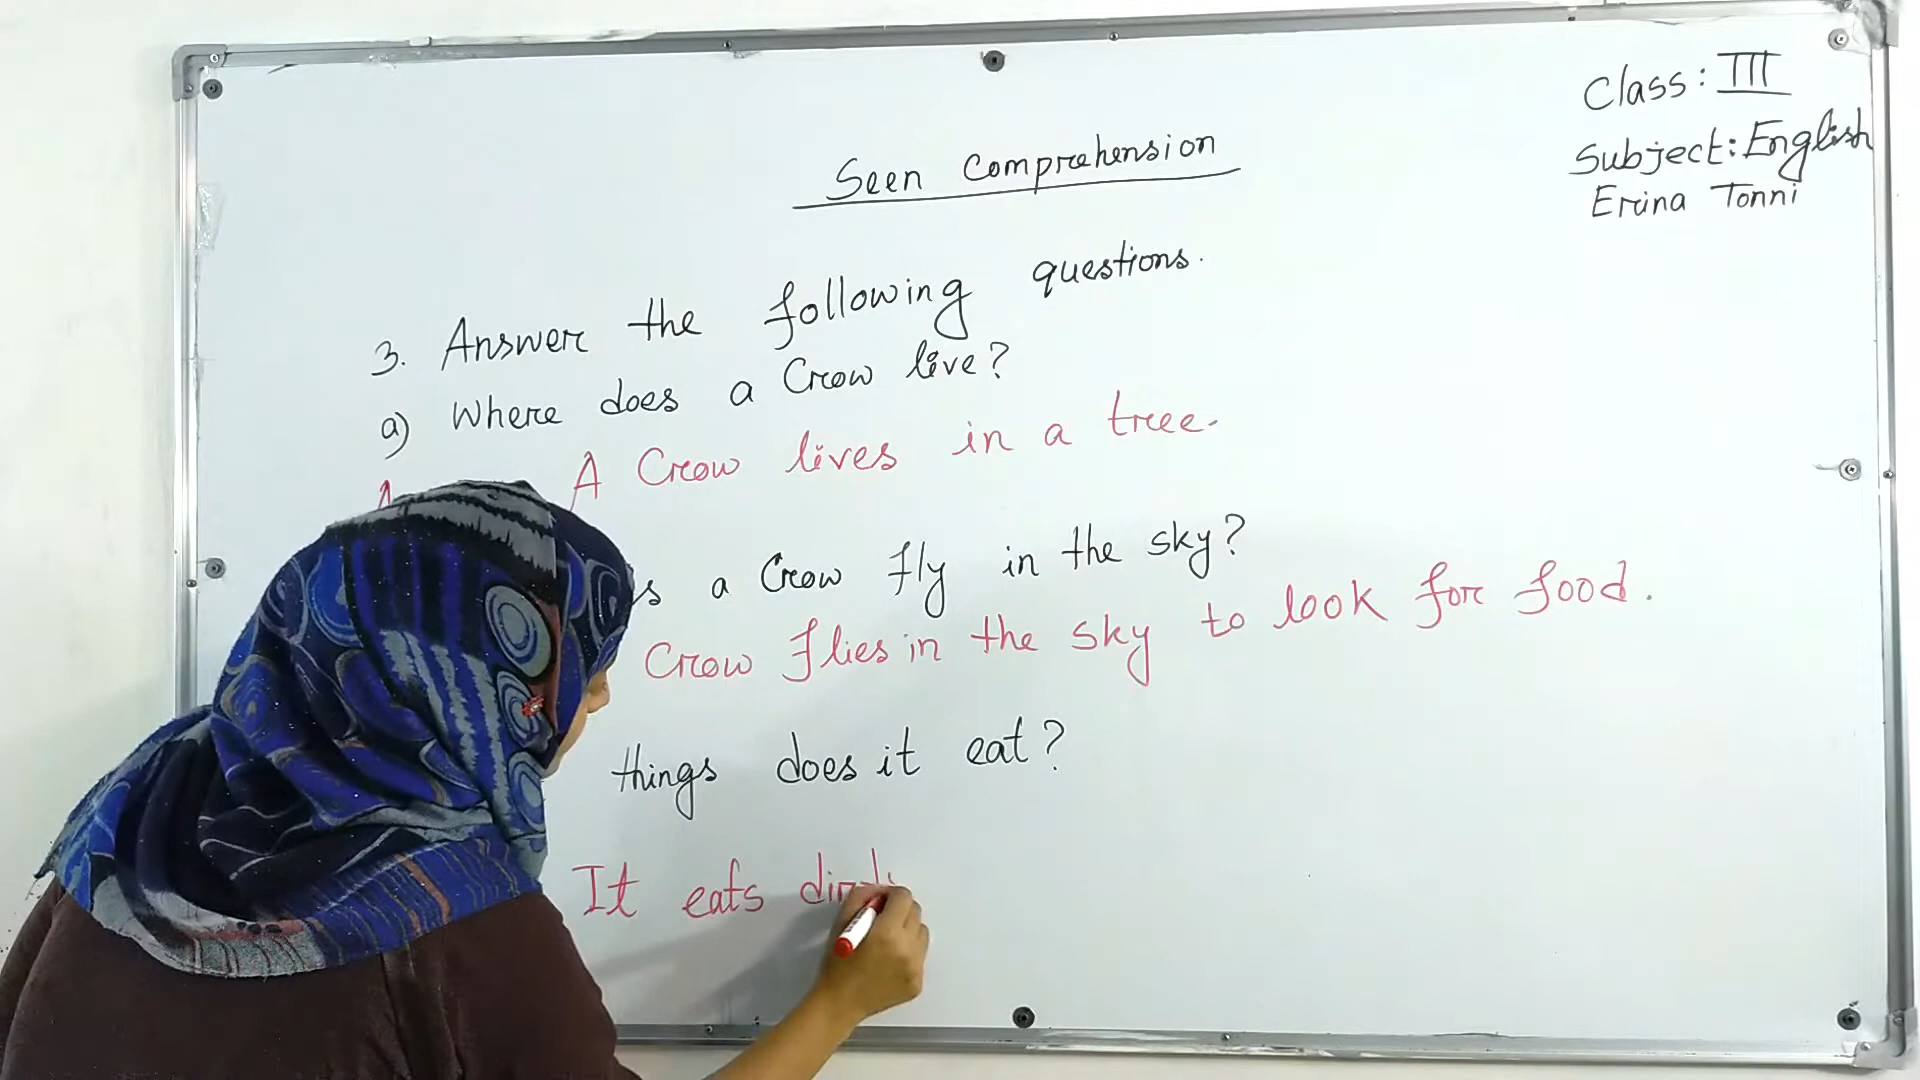 Class: III
Subject: English
Erina Tonni
Seen Comprehension
3. Answer the following questions.
a) Where does a Crow live?
A Crow lives in a tree.
a Crow fly in the sky?
Crow flies in the sky to look for food.
things does it eat?
It eats